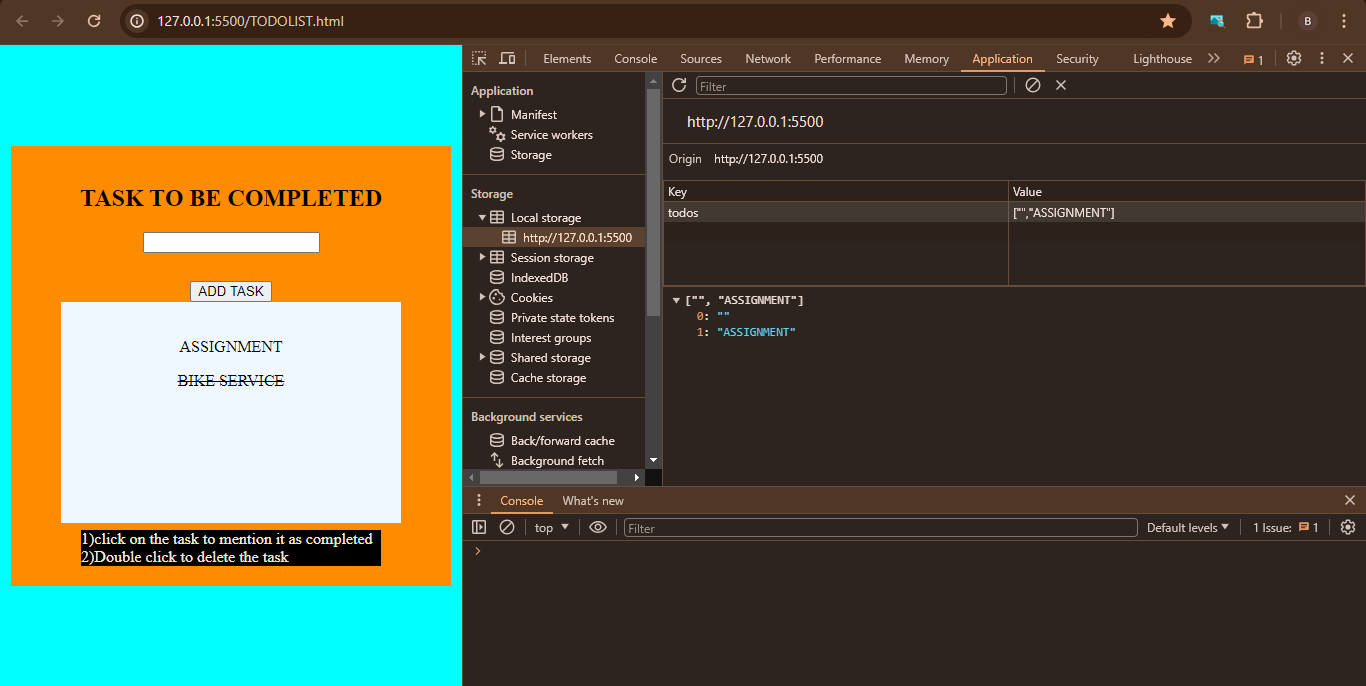 127.0.0.1:5500/TODOLIST.html
B
TASK TO BE COMPLETED
ADD TASK
ASSIGNMENT
BIKE SERVICE
1)click on the task to mention it as completed
2)Double click to delete the task
Elements Console Sources Network Performance Memory Application Security Lighthouse 1
Application
Manifest
Service workers
Storage
Storage
Local storage
http://127.0.0.1:5500
Session storage
IndexedDB
Cookies
Private state tokens
Interest groups
Shared storage
Cache storage
Background services
Back/forward cache
Background fetch
Filter
http://127.0.0.1:5500
Origin http://127.0.0.1:5500
Key Value
todos ["","ASSIGNMENT"]
["", "ASSIGNMENT"]
0: ""
1: "ASSIGNMENT"
Console What's new
top Filter Default levels 1 Issue: 1